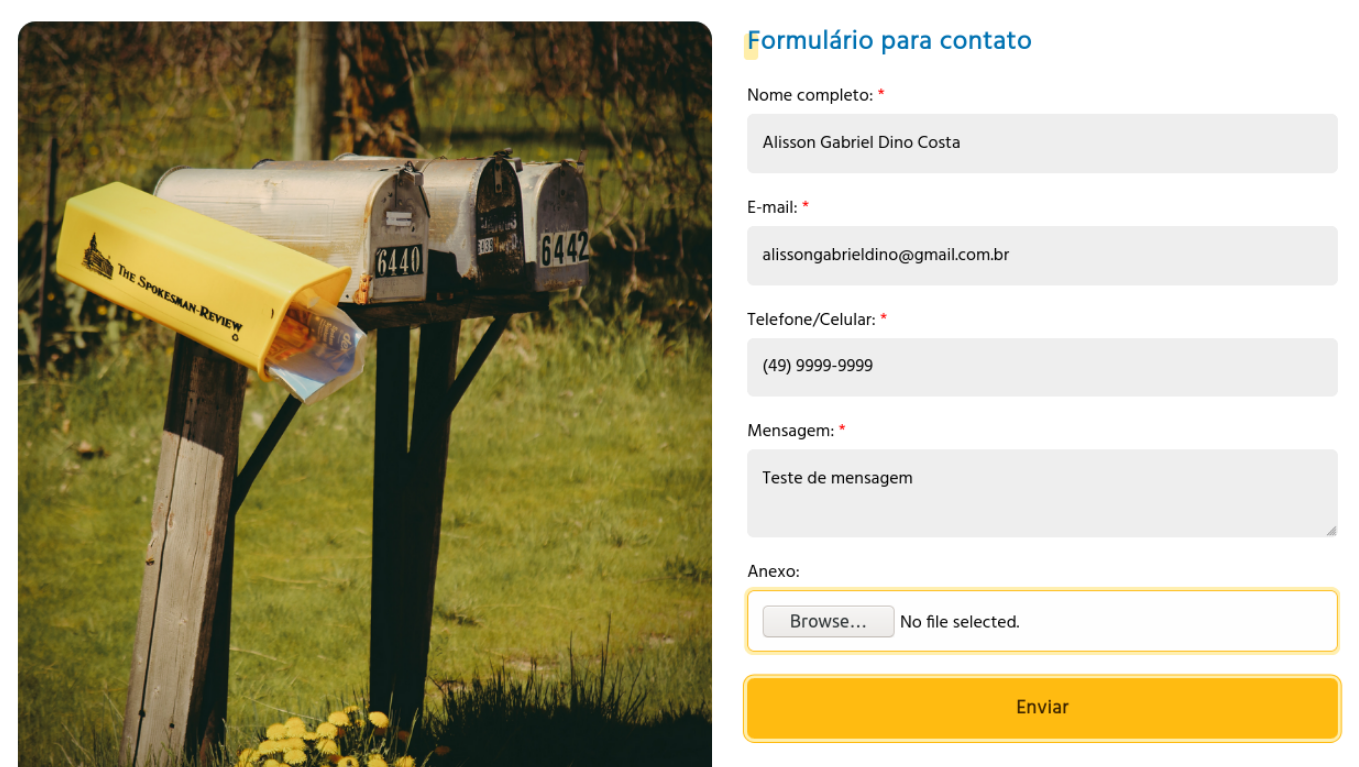 Formulário para contato
Nome completo: *
Alisson Gabriel Dino Costa
E-mail: *
alissongabrieldino@gmail.com.br
Telefone/Celular: *
(49) 9999-9999
Mensagem: *
Teste de mensagem
Anexo:
Browse... No file selected.
Enviar
THE SPOKESMAN-REVIEW
6440
6442